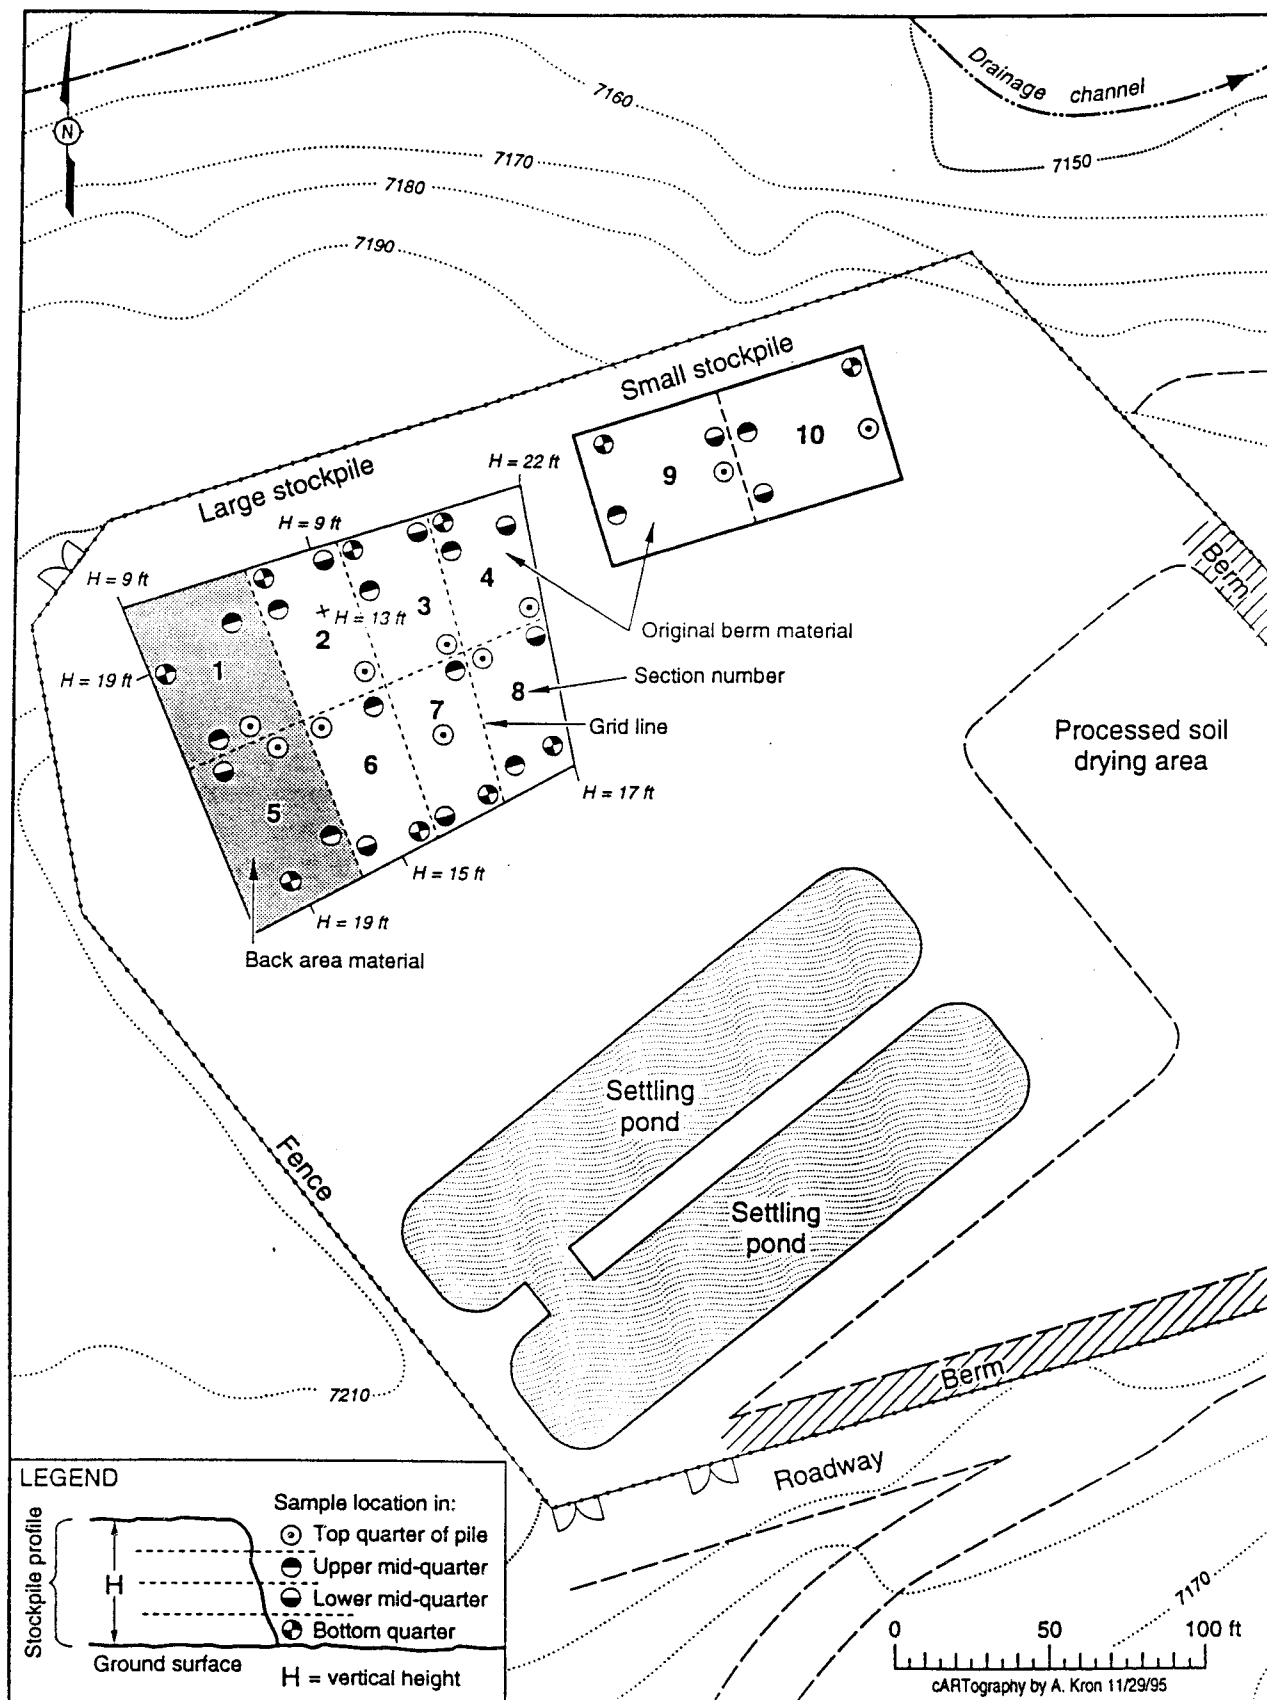 Drainage channel
7160
7150
7170
7180
7190
N
Small stockpile
Large stockpile
H = 22 ft
H = 9 ft
H = 9 ft
H = 13 ft
H = 19 ft
1
2
3
4
5
6
7
8
9
10
Original berm material
Section number
Grid line
H = 17 ft
H = 15 ft
H = 19 ft
Back area material
Berm
Processed soil
drying area
Settling
pond
Settling
pond
Fence
7210
Berm
Roadway
7170
LEGEND
Stockpile profile
H
Ground surface
Sample location in:
Top quarter of pile
Upper mid-quarter
Lower mid-quarter
Bottom quarter
H = vertical height
0 50 100 ft
cARTography by A. Kron 11/29/95